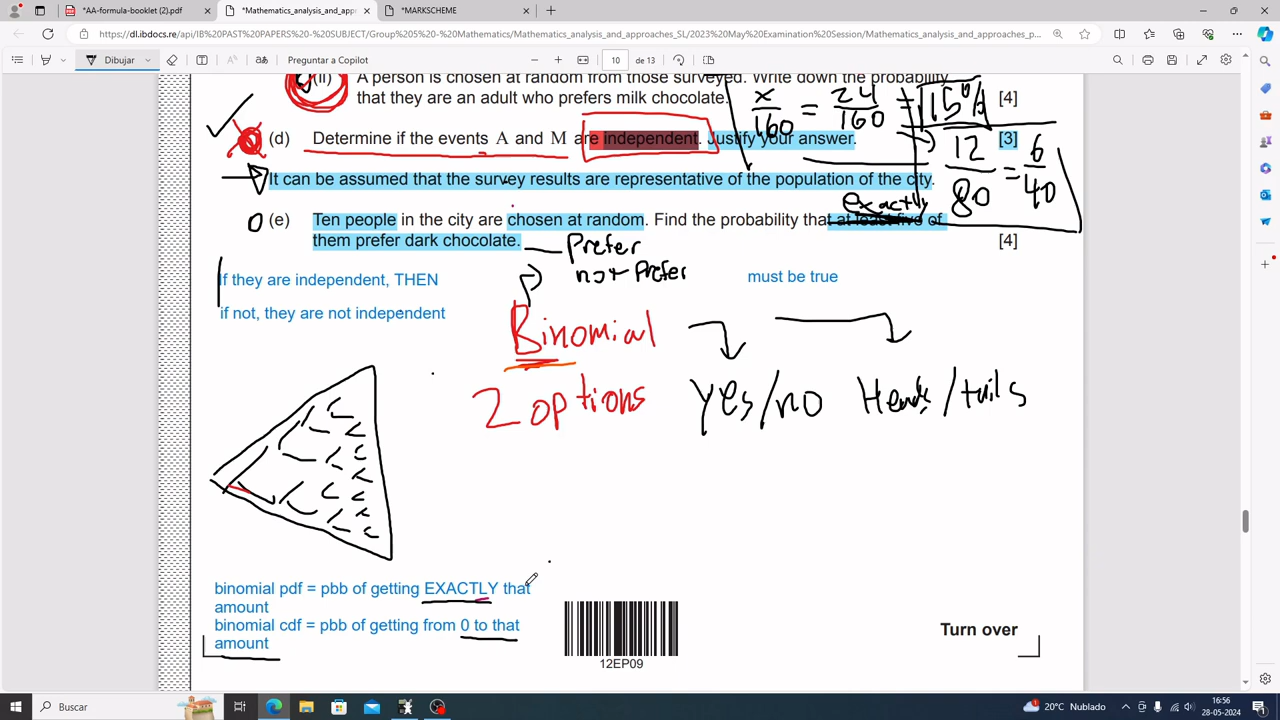 *AA-formula-booklet (2).pdf
*Mathematics_analysis_and_appro
*MARKSCHEME
https://dl.ibdocs.re/api/IB%20PAST%20PAPERS%20-%20SUBJECT/Group%205%20-%20Mathematics/Mathematics_analysis_and_approaches_SL/2023%20May%20Examination%20Session/Mathematics_analysis_and_approaches_p...
Dibujar
Preguntar a Copilot
10 de 13
(ii) A person is chosen at random from those surveyed. Write down the probability
that they are an adult who prefers milk chocolate. [4]
x/160 = 24/160 = 15%
(d) Determine if the events A and M are independent. Justify your answer. [3]
12/80 = 6/40
It can be assumed that the survey results are representative of the population of the city.
exactly
(e) Ten people in the city are chosen at random. Find the probability that at least five of
them prefer dark chocolate. [4]
Prefer
not Prefer
If they are independent, THEN must be true
if not, they are not independent
Binomial
2 options yes/no Heads/tails
binomial pdf = pbb of getting EXACTLY that
amount
binomial cdf = pbb of getting from 0 to that
amount
12EP09
Turn over
Buscar
20°C Nublado
16:56
28-05-2024